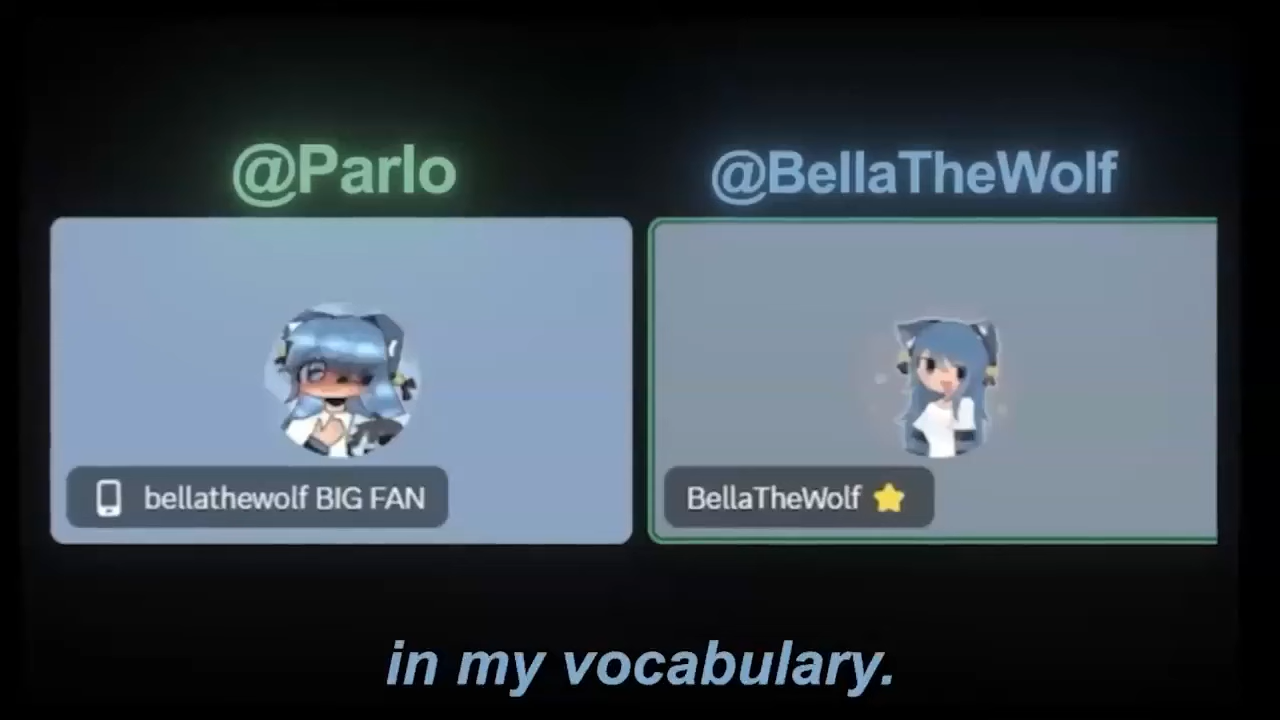 @Parlo
@BellaTheWolf
bellathewolf BIG FAN
BellaTheWolf
in my vocabulary.